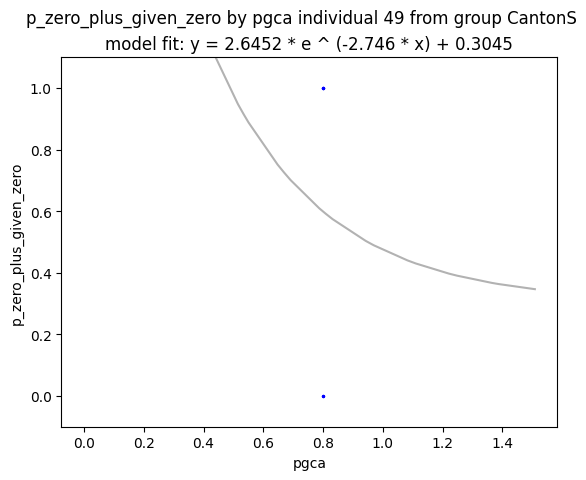 p_zero_plus_given_zero by pgca individual 49 from group CantonS
model fit: y = 2.6452 * e ^ (-2.746 * x) + 0.3045
1.0
0.8
0.6
0.4
0.2
0.0
p_zero_plus_given_zero
0.0 0.2 0.4 0.6 0.8 1.0 1.2 1.4
pgca